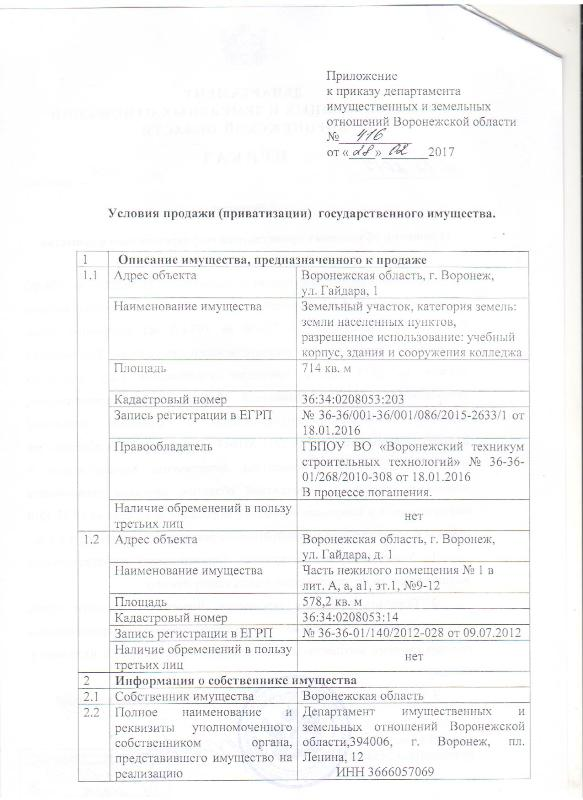 Приложение
к приказу департамента
имущественных и земельных
отношений Воронежской области
№ 416
от «28» 02 2017
Условия продажи (приватизации) государственного имущества.
1 Описание имущества, предназначенного к продаже
1.1 Адрес объекта Воронежская область, г. Воронеж,
ул. Гайдара, 1
Наименование имущества Земельный участок, категория земель:
земли населенных пунктов,
разрешенное использование: учебный
корпус, здания и сооружения колледжа
Площадь 714 кв. м
Кадастровый номер 36:34:0208053:203
Запись регистрации в ЕГРП № 36-36/001-36/001/086/2015-2633/1 от
18.01.2016
Правообладатель ГБПОУ ВО «Воронежский техникум
строительных технологий» № 36-36-
01/268/2010-308 от 18.01.2016
В процессе погашения.
Наличие обременений в пользу
третьих лиц нет
1.2 Адрес объекта Воронежская область, г. Воронеж,
ул. Гайдара, д. 1
Наименование имущества Часть нежилого помещения № 1 в
лит. А, а, а1, эт.1, №9-12
Площадь 578,2 кв. м
Кадастровый номер 36:34:0208053:14
Запись регистрации в ЕГРП № 36-36-01/140/2012-028 от 09.07.2012
Наличие обременений в пользу
третьих лиц нет
2 Информация о собственнике имущества
2.1 Собственник имущества Воронежская область
2.2 Полное наименование и Департамент имущественных и
реквизиты уполномоченного земельных отношений Воронежской
собственником органа, области,394006, г. Воронеж, пл.
представившего имущество на Ленина, 12
реализацию ИНН 3666057069